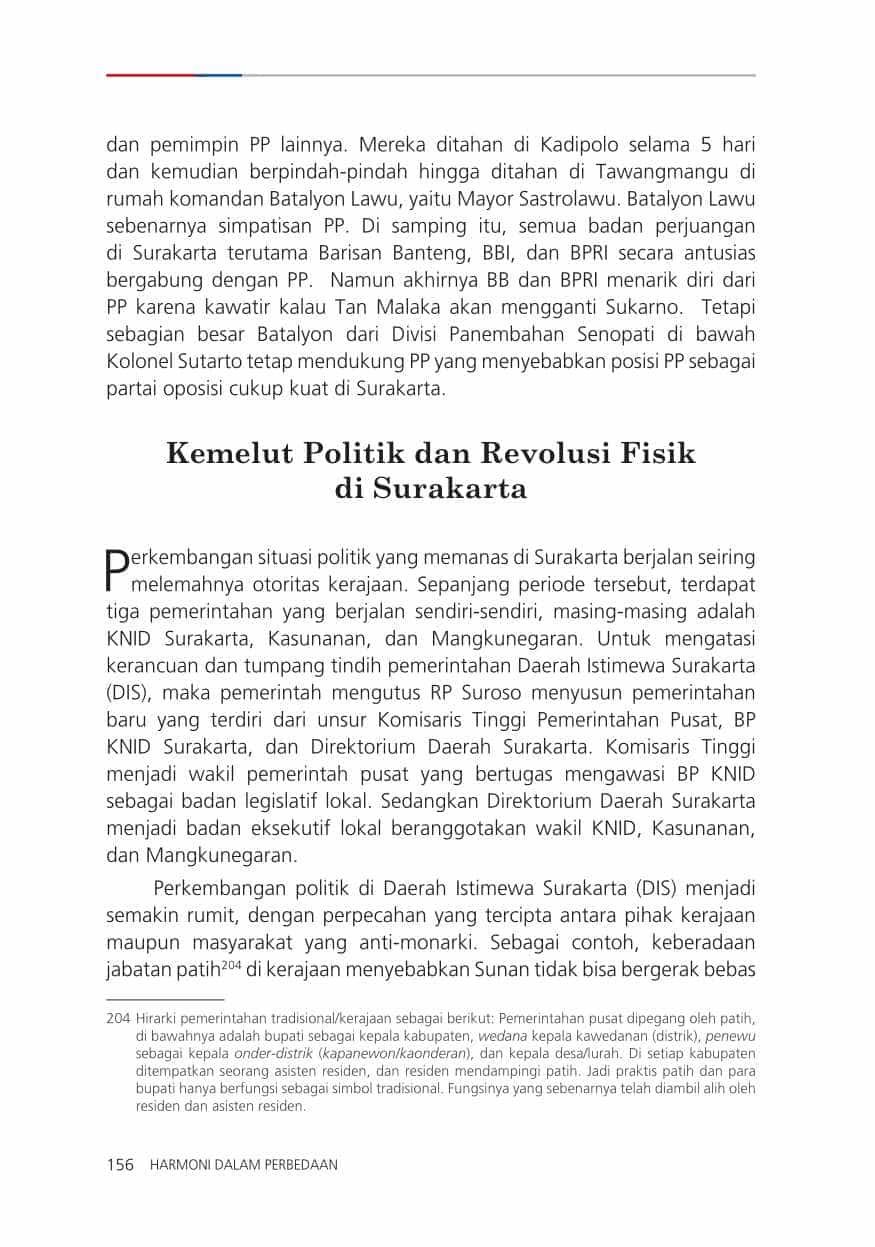 dan pemimpin PP lainnya. Mereka ditahan di Kadipolo selama 5 hari
dan kemudian berpindah-pindah hingga ditahan di Tawangmangu di
rumah komandan Batalyon Lawu, yaitu Mayor Sastrolawu. Batalyon Lawu
sebenarnya simpatisan PP. Di samping itu, semua badan perjuangan
di Surakarta terutama Barisan Banteng, BBI, dan BPRI secara antusias
bergabung dengan PP. Namun akhirnya BB dan BPRI menarik diri dari
PP karena kawatir kalau Tan Malaka akan mengganti Sukarno. Tetapi
sebagian besar Batalyon dari Divisi Panembahan Senopati di bawah
Kolonel Sutarto tetap mendukung PP yang menyebabkan posisi PP sebagai
partai oposisi cukup kuat di Surakarta.
Kemelut Politik dan Revolusi Fisik
di Surakarta
Perkembangan situasi politik yang memanas di Surakarta berjalan seiring
melemahnya otoritas kerajaan. Sepanjang periode tersebut, terdapat
tiga pemerintahan yang berjalan sendiri-sendiri, masing-masing adalah
KNID Surakarta, Kasunanan, dan Mangkunegaran. Untuk mengatasi
kerancuan dan tumpang tindih pemerintahan Daerah Istimewa Surakarta
(DIS), maka pemerintah mengutus RP Suroso menyusun pemerintahan
baru yang terdiri dari unsur Komisaris Tinggi Pemerintahan Pusat, BP
KNID Surakarta, dan Direktorium Daerah Surakarta. Komisaris Tinggi
menjadi wakil pemerintah pusat yang bertugas mengawasi BP KNID
sebagai badan legislatif lokal. Sedangkan Direktorium Daerah Surakarta
menjadi badan eksekutif lokal beranggotakan wakil KNID, Kasunanan,
dan Mangkunegaran.
Perkembangan politik di Daerah Istimewa Surakarta (DIS) menjadi
semakin rumit, dengan perpecahan yang tercipta antara pihak kerajaan
maupun masyarakat yang anti-monarki. Sebagai contoh, keberadaan
jabatan patih204 di kerajaan menyebabkan Sunan tidak bisa bergerak bebas
204 Hirarki pemerintahan tradisional/kerajaan sebagai berikut: Pemerintahan pusat dipegang oleh patih,
di bawahnya adalah bupati sebagai kepala kabupaten, wedana kepala kawedanan (distrik), penewu
sebagai kepala onder-distrik (kapanewon/kaonderan), dan kepala desa/lurah. Di setiap kabupaten
ditempatkan seorang asisten residen, dan residen mendampingi patih. Jadi praktis patih dan para
bupati hanya berfungsi sebagai simbol tradisional. Fungsinya yang sebenarnya telah diambil alih oleh
residen dan asisten residen.
156 HARMONI DALAM PERBEDAAN